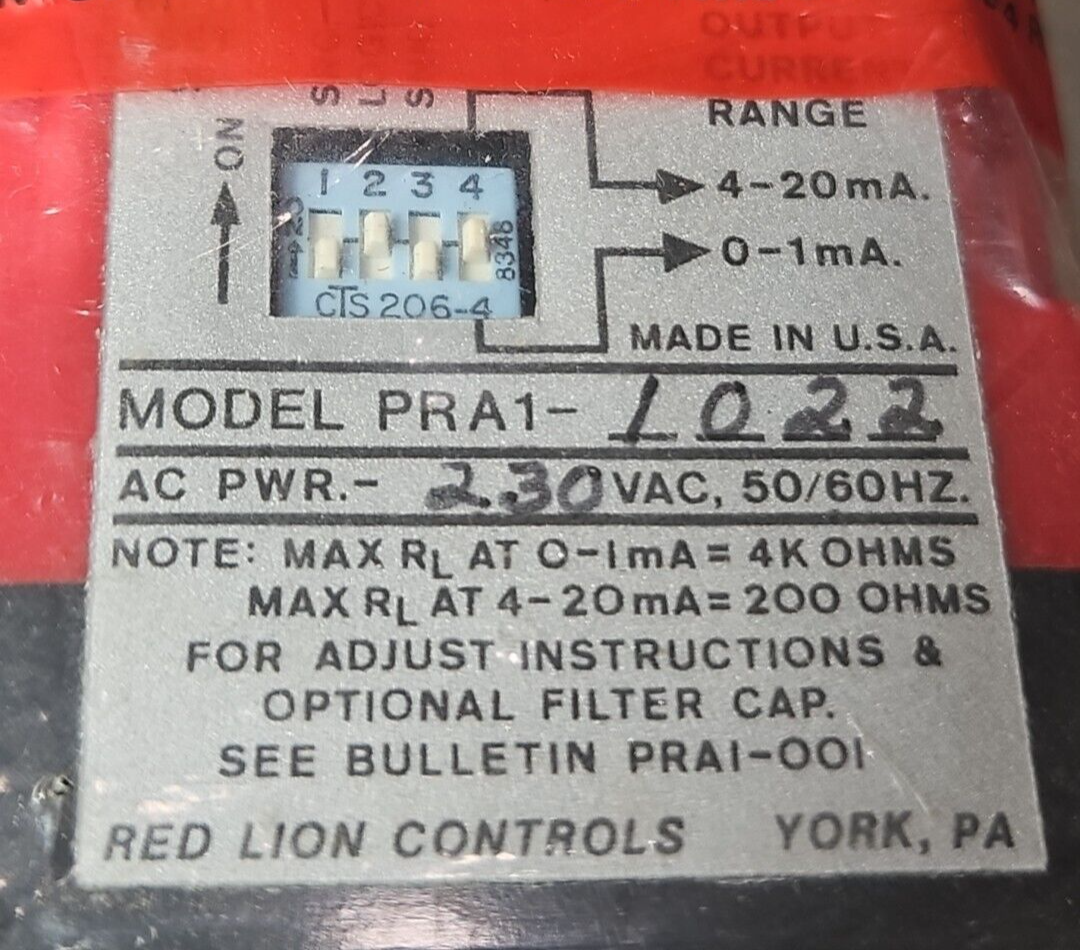 OUTPUT
CURRENT
RANGE
ON
4-20mA.
0-1mA.
1 2 3 4
8348
CTS 206-4
MADE IN U.S.A.
MODEL PRA1- 1022
AC PWR.- 230 VAC, 50/60HZ.
NOTE: MAX RL AT 0-1mA = 4K OHMS
MAX RL AT 4-20mA = 200 OHMS
FOR ADJUST INSTRUCTIONS &
OPTIONAL FILTER CAP.
SEE BULLETIN PRA1-001
RED LION CONTROLS YORK, PA